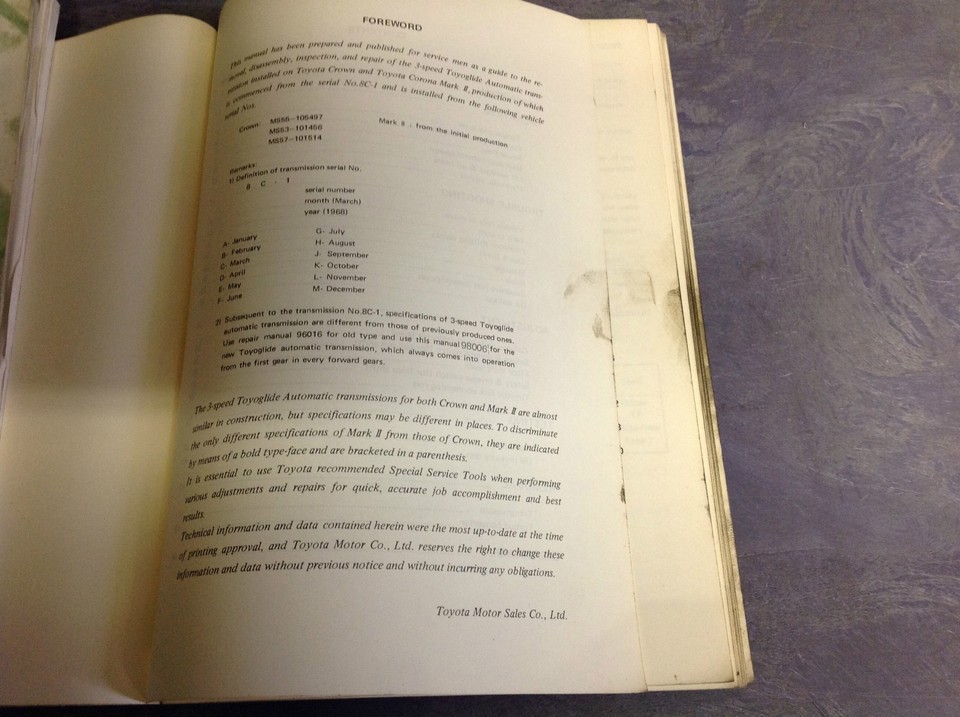 FOREWORD
This manual has been prepared and published for service men as a guide to the re-
moval, disassembly, inspection, and repair of the 3-speed Toyoglide Automatic trans-
mission installed on Toyota Crown and Toyota Corona Mark II, production of which
is commenced from the serial No.8C-1 and is installed from the following vehicle
serial Nos.
Crown: MS55-106497
MS53-101456
MS57-101514
Mark II : from the initial production
Remarks:
1) Definition of transmission serial No.
8 C - 1
serial number
month (March)
year (1968)
A- January
B- February
C- March
D- April
E- May
F- June
G- July
H- August
J- September
K- October
L- November
M- December
2) Subsequent to the transmission No.8C-1, specifications of 3-speed Toyoglide
automatic transmission are different from those of previously produced ones.
Use repair manual 96016 for old type and use this manual 98006 for the
new Toyoglide automatic transmission, which always comes into operation
from the first gear in every forward gears.
The 3-speed Toyoglide Automatic transmissions for both Crown and Mark II are almost
similar in construction, but specifications may be different in places. To discriminate
the only different specifications of Mark II from those of Crown, they are indicated
by means of a bold type-face and are bracketed in a parenthesis.
It is essential to use Toyota recommended Special Service Tools when performing
various adjustments and repairs for quick, accurate job accomplishment and best
results.
Technical information and data contained herein were the most up-to-date at the time
of printing approval, and Toyota Motor Co., Ltd. reserves the right to change these
information and data without previous notice and without incurring any obligations.
Toyota Motor Sales Co., Ltd.